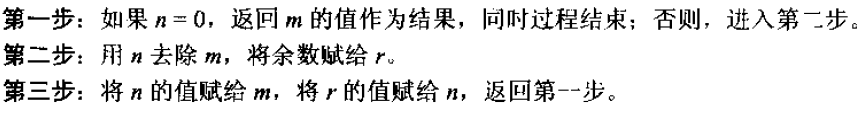 第一步：如果 n = 0，返回 m 的值作为结果，同时过程结束；否则，进入第二步。
第二步：用 n 去除 m，将余数赋给 r。
第三步：将 n 的值赋给 m，将 r 的值赋给 n，返回第一步。